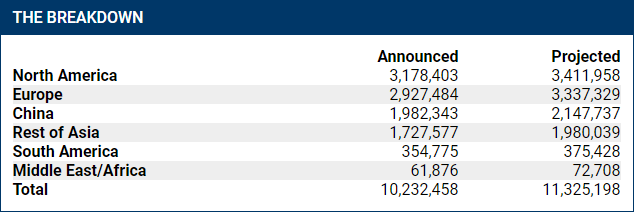 THE BREAKDOWN
Announced Projected
North America 3,178,403 3,411,958
Europe 2,927,484 3,337,329
China 1,982,343 2,147,737
Rest of Asia 1,727,577 1,980,039
South America 354,775 375,428
Middle East/Africa 61,876 72,708
Total 10,232,458 11,325,198